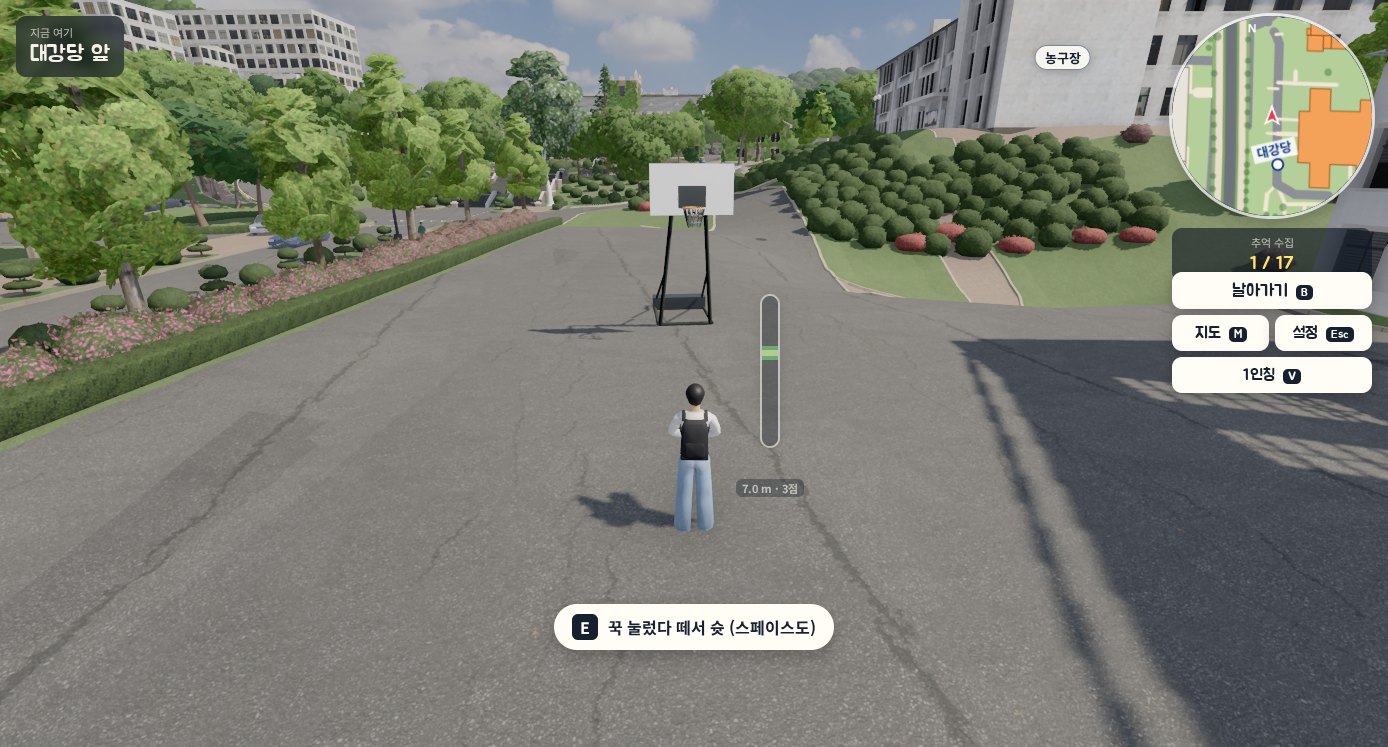 지금 여기
대강당 앞
농구장
N
대강당
추억 수집
1 / 17
날아가기 B
지도 M
설정 Esc
1인칭 V
7.0 m · 3점
E 꾹 눌렀다 떼서 슛 (스페이스도)